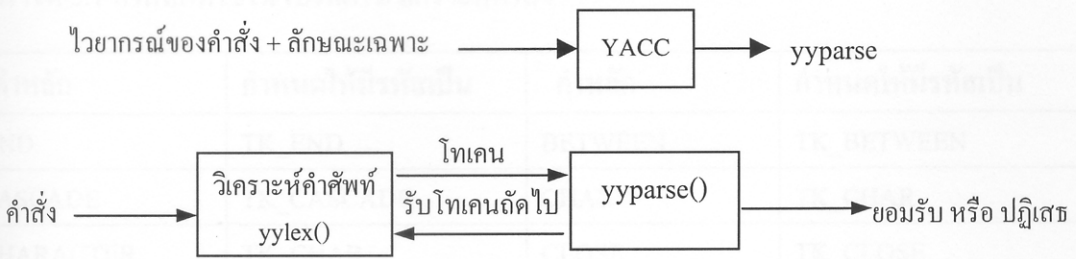 ไวยากรณ์ของคำสั่ง + ลักษณะเฉพาะ
YACC
yyparse
โทเคน
วิเคราะห์คำศัพท์
yyparse()
รับโทเคนถัดไป
คำสั่ง
yylex()
ยอมรับ หรือ ปฏิเสธ